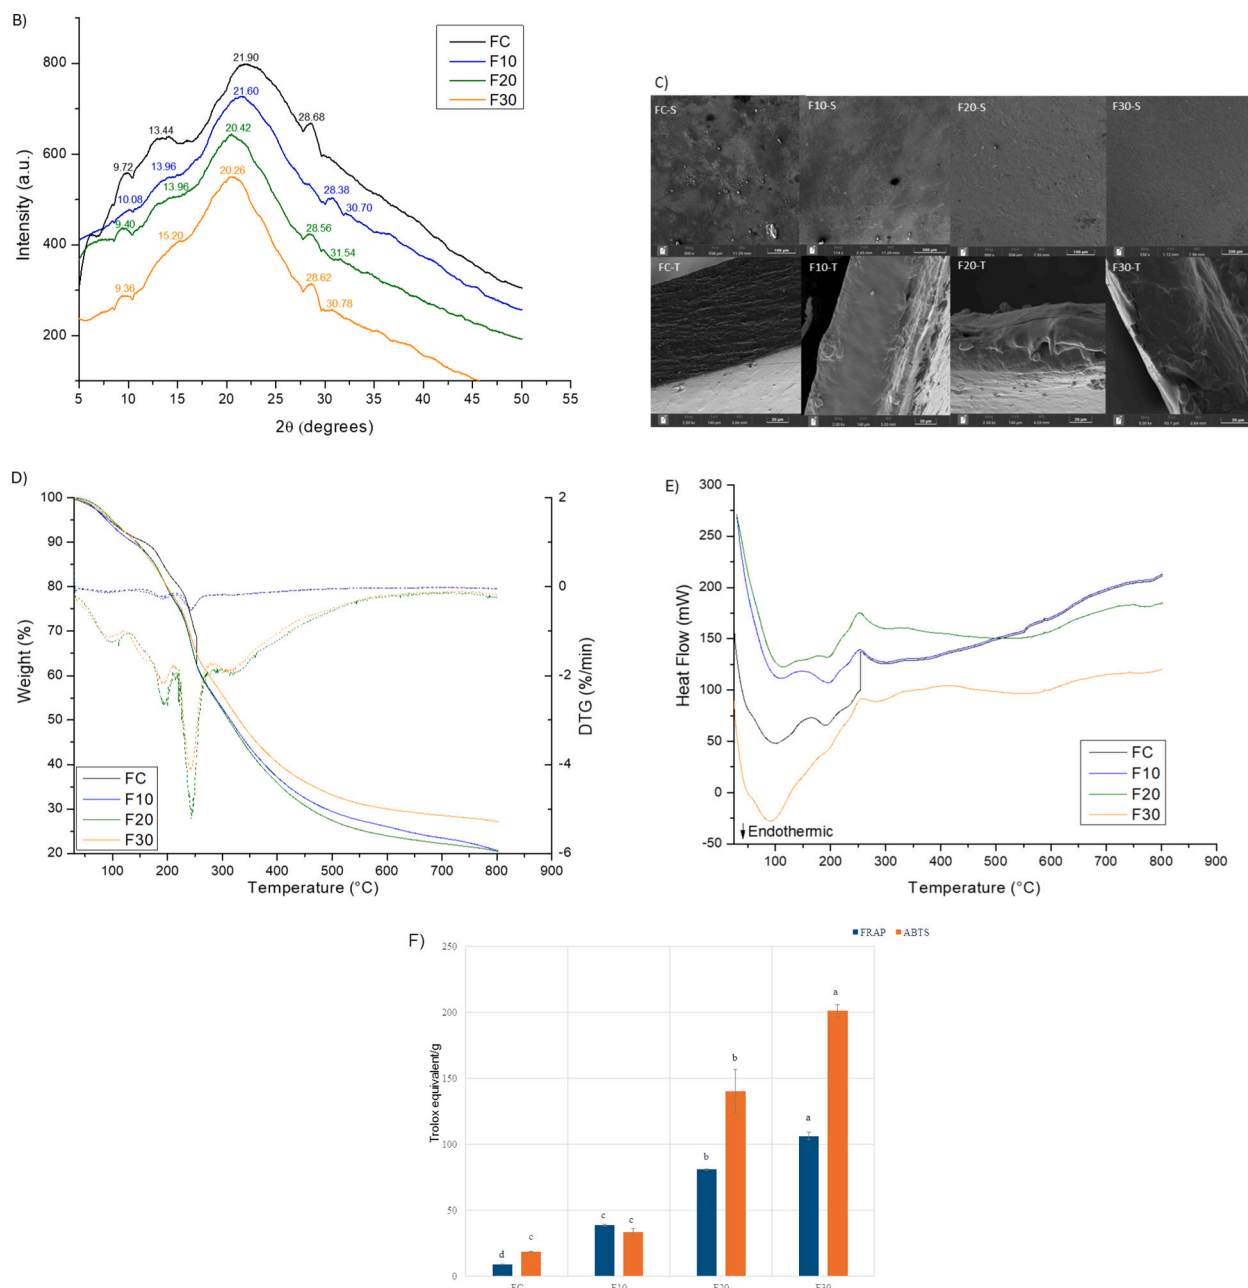 B)
FC
F10
F20
F30
21.90
21.60
20.42
20.26
13.44
9.72
28.68
13.96
10.08
13.96
9.40
28.38
30.70
28.56
31.54
15.20
9.36
28.62
30.78
800
600
400
200
Intensity (a.u.)
5 10 15 20 25 30 35 40 45 50 55
2θ (degrees)
C)
FC-S
F10-S
F20-S
F30-S
FC-T
F10-T
F20-T
F30-T
D)
100
90
80
70
60
50
40
30
20
Weight (%)
2
0
-2
-4
-6
DTG (%/min)
FC
F10
F20
F30
100 200 300 400 500 600 700 800 900
Temperature (°C)
E)
300
250
200
150
100
50
0
-50
Heat Flow (mW)
Endothermic
FC
F10
F20
F30
100 200 300 400 500 600 700 800 900
Temperature (°C)
F)
FRAP ABTS
250
200
150
100
50
0
Trolox equivalent/g
d
c
c
c
b
b
a
a
FC F10 F20 F30